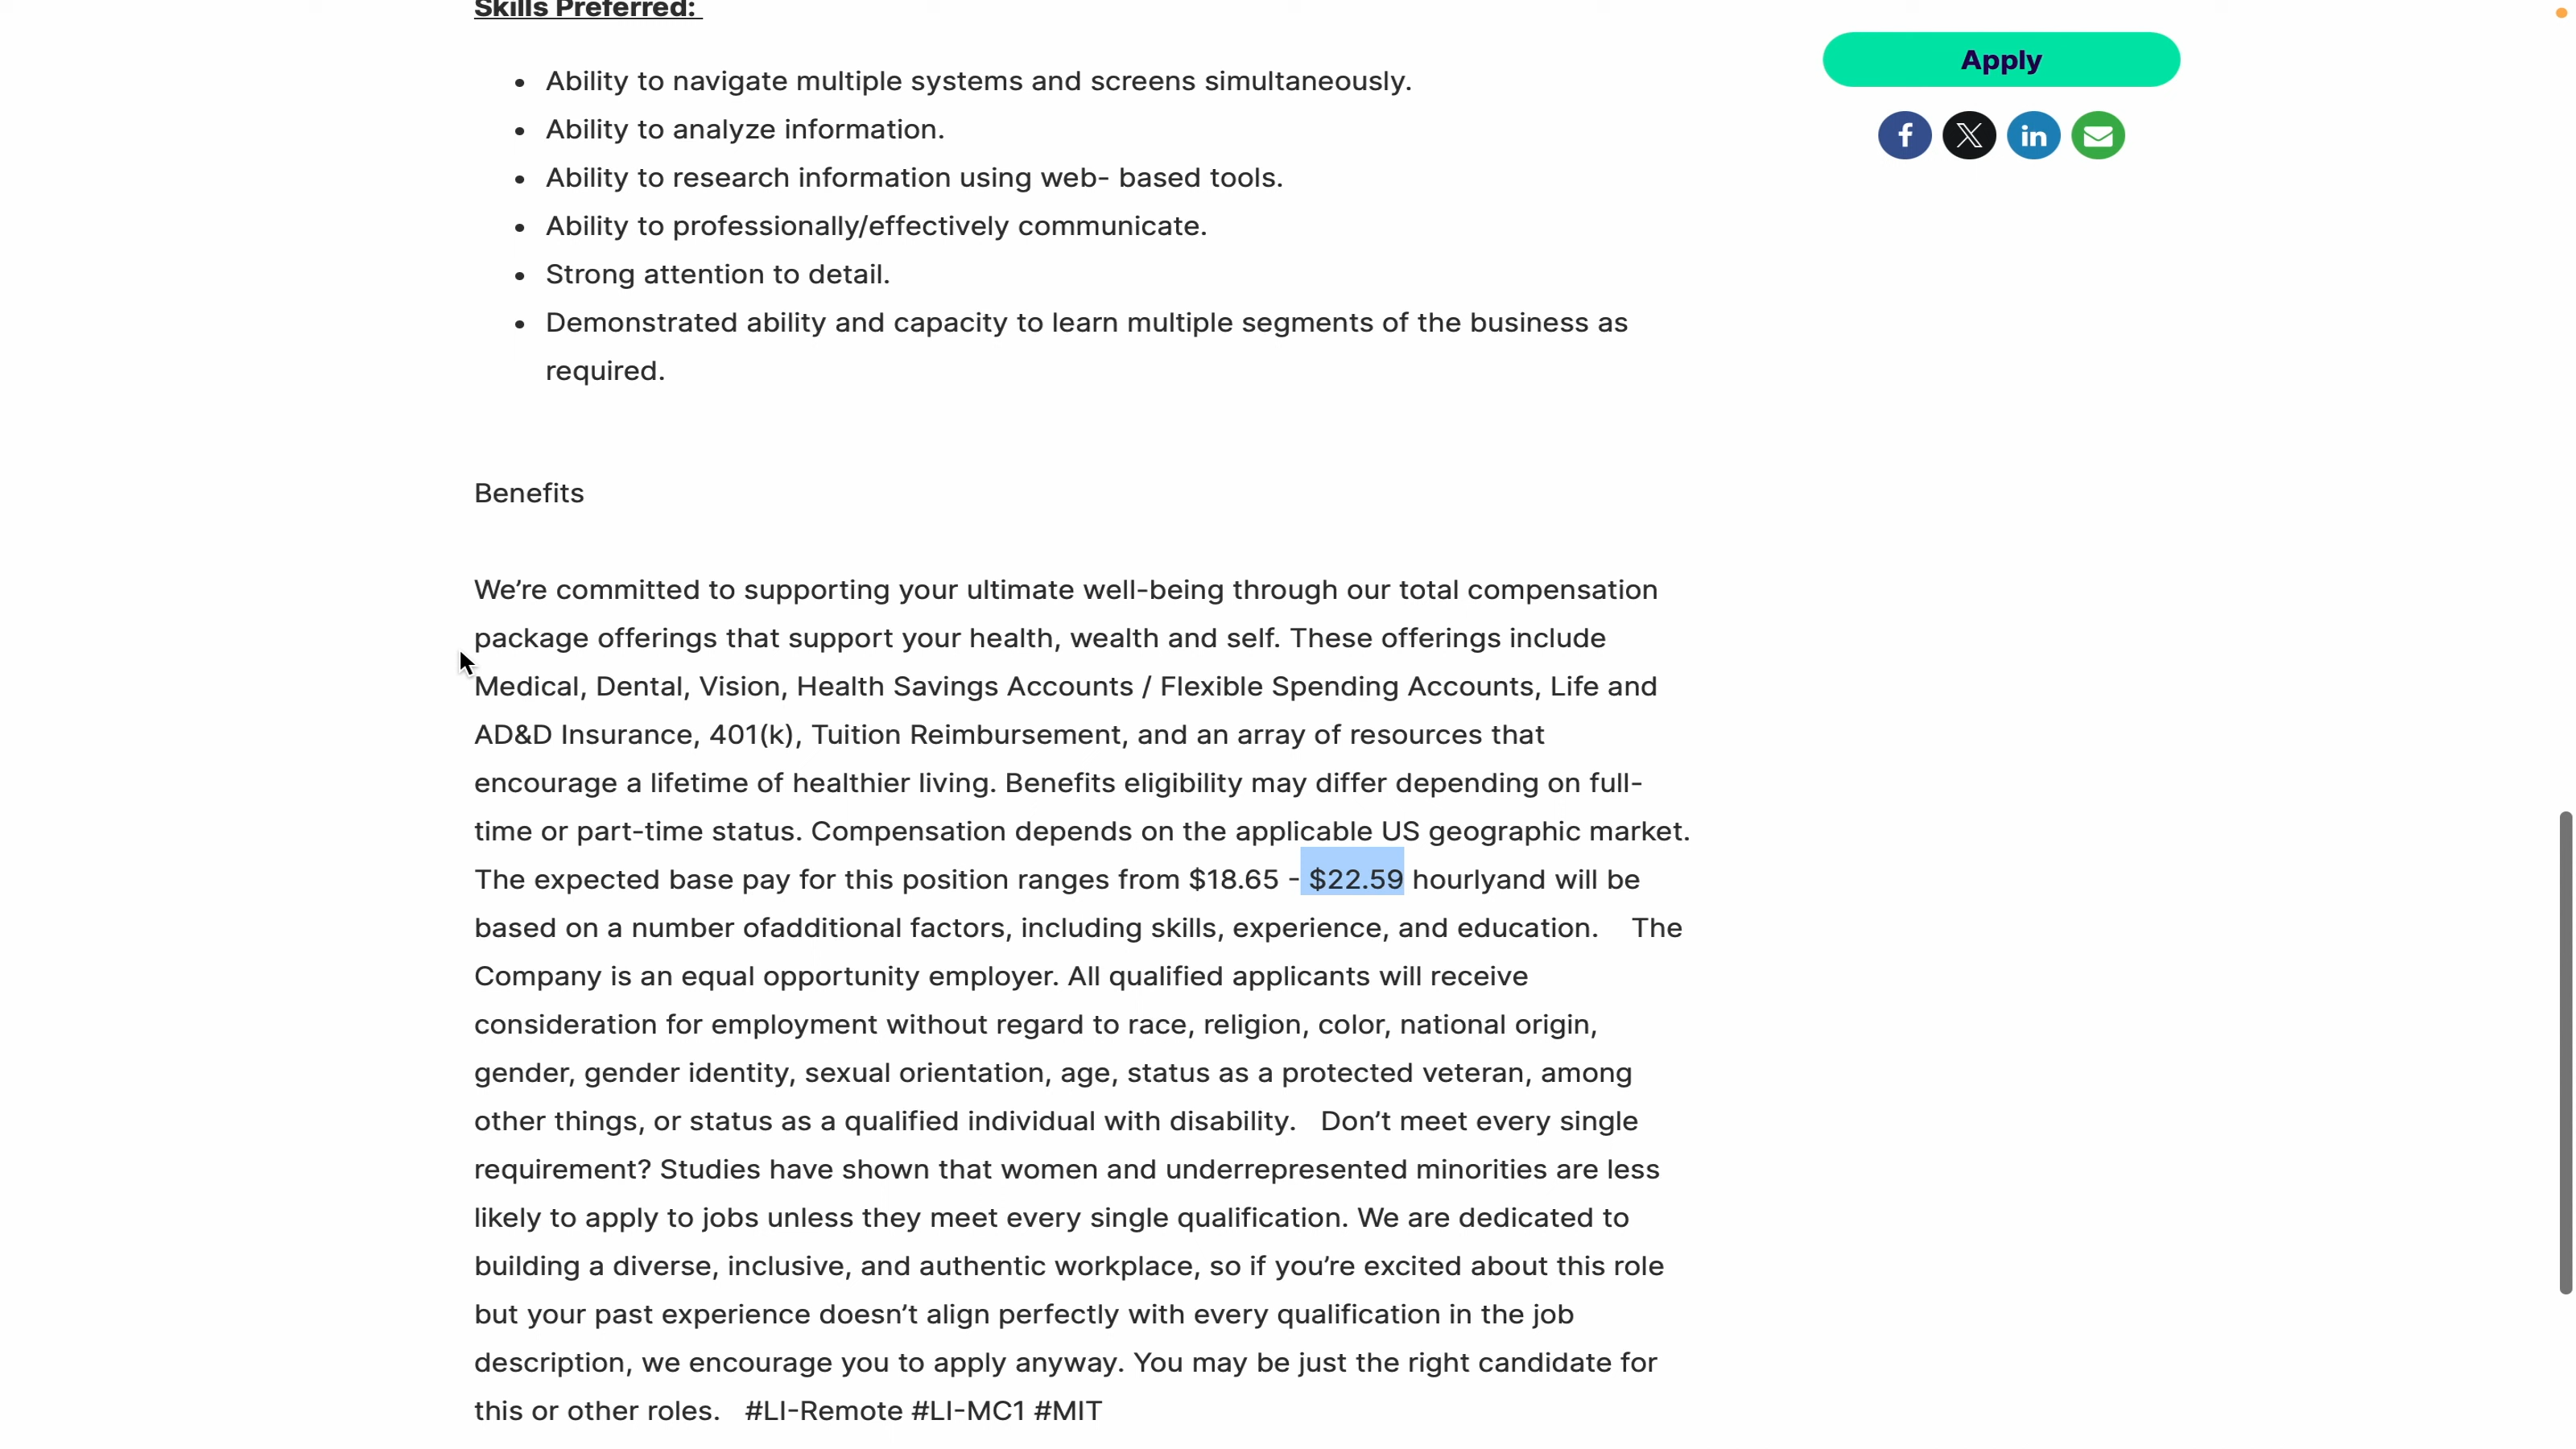 Skills Preferred:
Apply
• Ability to navigate multiple systems and screens simultaneously.
• Ability to analyze information.
• Ability to research information using web- based tools.
• Ability to professionally/effectively communicate.
• Strong attention to detail.
• Demonstrated ability and capacity to learn multiple segments of the business as
required.
Benefits
We’re committed to supporting your ultimate well-being through our total compensation
package offerings that support your health, wealth and self. These offerings include
Medical, Dental, Vision, Health Savings Accounts / Flexible Spending Accounts, Life and
AD&D Insurance, 401(k), Tuition Reimbursement, and an array of resources that
encourage a lifetime of healthier living. Benefits eligibility may differ depending on full-
time or part-time status. Compensation depends on the applicable US geographic market.
The expected base pay for this position ranges from $18.65 - $22.59 hourlyand will be
based on a number ofadditional factors, including skills, experience, and education.    The
Company is an equal opportunity employer. All qualified applicants will receive
consideration for employment without regard to race, religion, color, national origin,
gender, gender identity, sexual orientation, age, status as a protected veteran, among
other things, or status as a qualified individual with disability.   Don’t meet every single
requirement? Studies have shown that women and underrepresented minorities are less
likely to apply to jobs unless they meet every single qualification. We are dedicated to
building a diverse, inclusive, and authentic workplace, so if you’re excited about this role
but your past experience doesn’t align perfectly with every qualification in the job
description, we encourage you to apply anyway. You may be just the right candidate for
this or other roles.   #LI-Remote #LI-MC1 #MIT